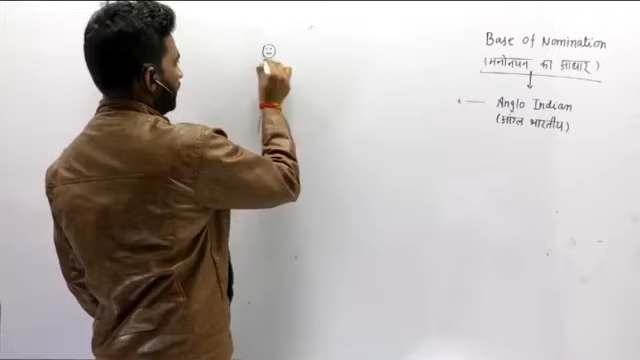 Base of Nomination
(मनोनयन का आधार)
Anglo Indian
(आंग्ल भारतीय)